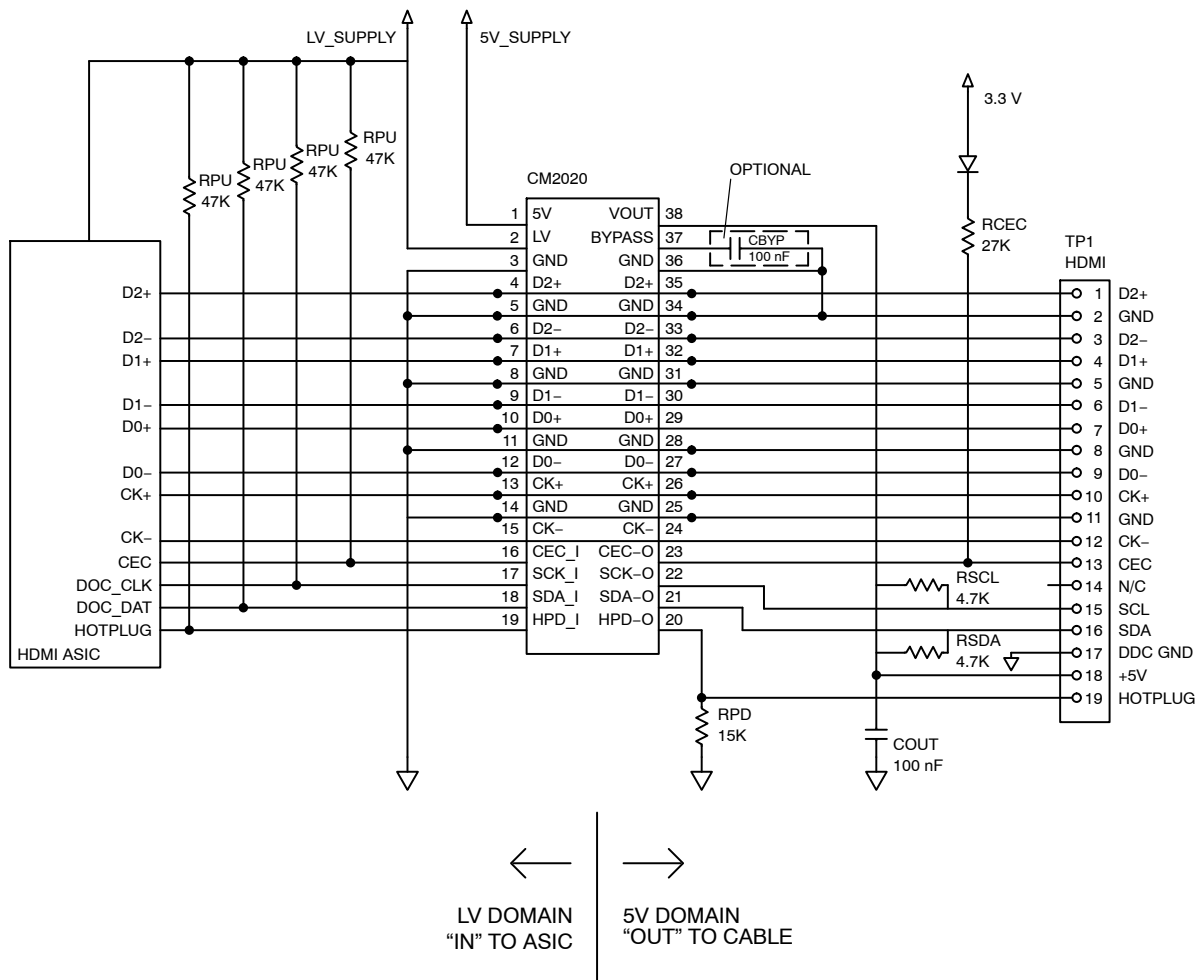 LV_SUPPLY
5V_SUPPLY
3.3 V
RPU
47K
RPU
47K
RPU
47K
RPU
47K
OPTIONAL
CM2020
RCEC
27K
TP1
HDMI
CBYP
100 nF
1 5V VOUT 38
2 LV BYPASS 37
3 GND GND 36
4 D2+ D2+ 35
5 GND GND 34
6 D2− D2− 33
7 D1+ D1+ 32
8 GND GND 31
9 D1− D1− 30
10 D0+ D0+ 29
11 GND GND 28
12 D0− D0− 27
13 CK+ CK+ 26
14 GND GND 25
15 CK− CK− 24
16 CEC_I CEC−O 23
17 SCK_I SCK−O 22
18 SDA_I SDA−O 21
19 HPD_I HPD−O 20
D2+
D2−
D1+
D1−
D0+
D0−
CK+
CK−
CEC
DOC_CLK
DOC_DAT
HOTPLUG
HDMI ASIC
1 D2+
2 GND
3 D2−
4 D1+
5 GND
6 D1−
7 D0+
8 GND
9 D0−
10 CK+
11 GND
12 CK−
13 CEC
14 N/C
15 SCL
16 SDA
17 DDC GND
18 +5V
19 HOTPLUG
RSCL
4.7K
RSDA
4.7K
RPD
15K
COUT
100 nF
LV DOMAIN
“IN” TO ASIC
5V DOMAIN
“OUT” TO CABLE